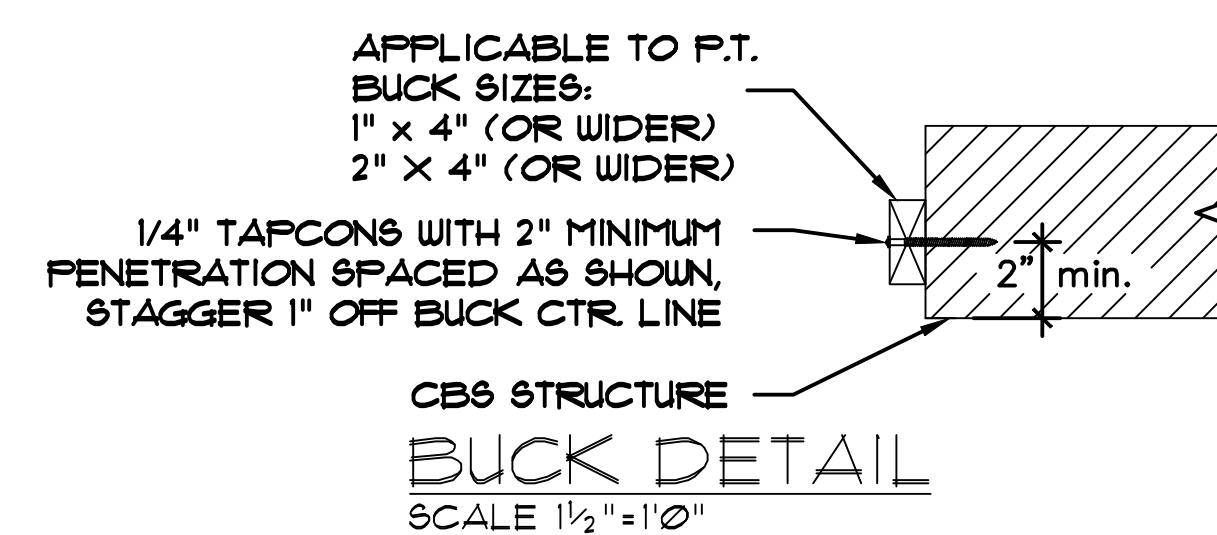 APPLICABLE TO P.T.
BUCK SIZES:
1" x 4" (OR WIDER)
2" X 4" (OR WIDER)
1/4" TAPCONS WITH 2" MINIMUM
PENETRATION SPACED AS SHOWN,
STAGGER 1" OFF BUCK CTR. LINE
2” min.
CBS STRUCTURE
BUCK DETAIL
SCALE 1½"=1'Ø"